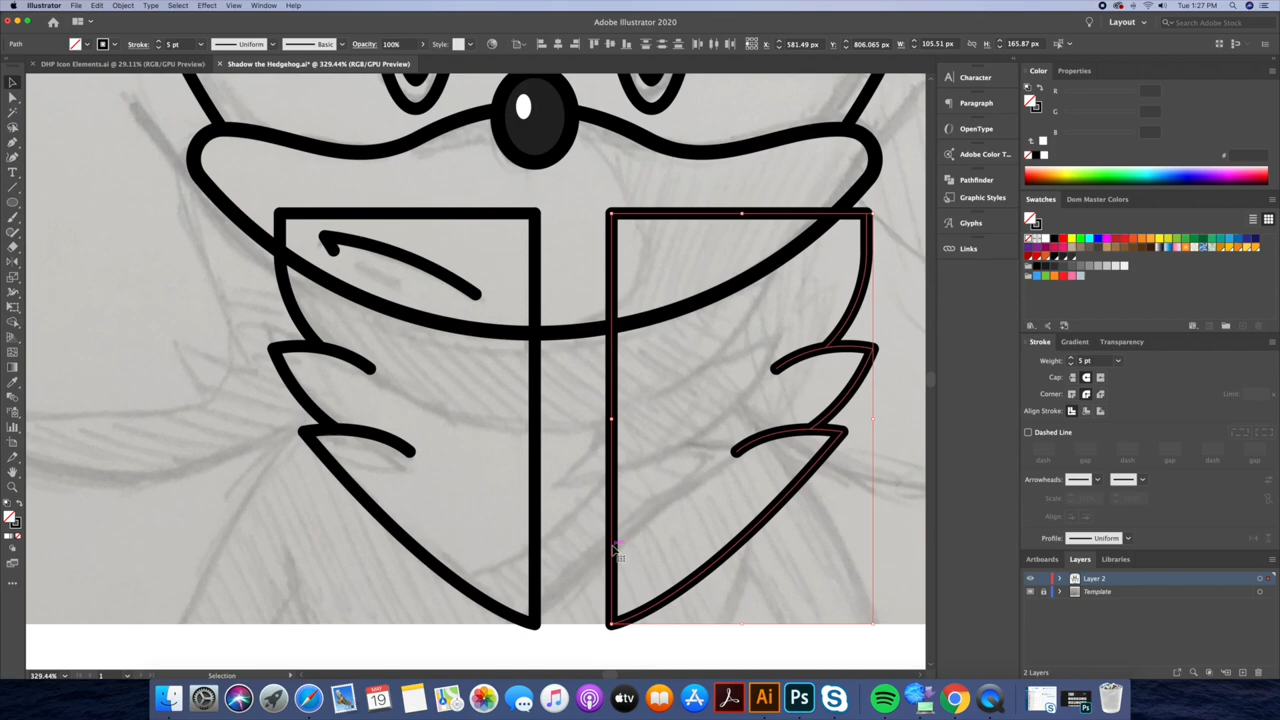 Illustrator File Edit Object Type Select Effect View Window Help Tue 1:27 PM
Adobe Illustrator 2020 Layout Search Adobe Stock
Path Stroke: 5 pt Uniform Basic Opacity: 100% Style: X: 581.49 px Y: 806.065 px W: 105.51 px H: 165.87 px
DHP Icon Elements.ai @ 29.11% (RGB/GPU Preview) Shadow the Hedgehog.ai* @ 329.44% (RGB/GPU Preview)
Character
Paragraph
OpenType
Adobe Color T...
Pathfinder
Graphic Styles
Glyphs
Links
Color Properties
R
G
B
#
Swatches Dom Master Colors
Stroke Gradient Transparency
Weight: 5 pt
Cap:
Corner: Limit:
Align Stroke:
Dashed Line
dash gap dash gap dash gap
Arrowheads:
Scale:
Align:
Profile: Uniform
Artboards Layers Libraries
Layer 2
Template
2 Layers
329.44% 1 Selection
MAY
19